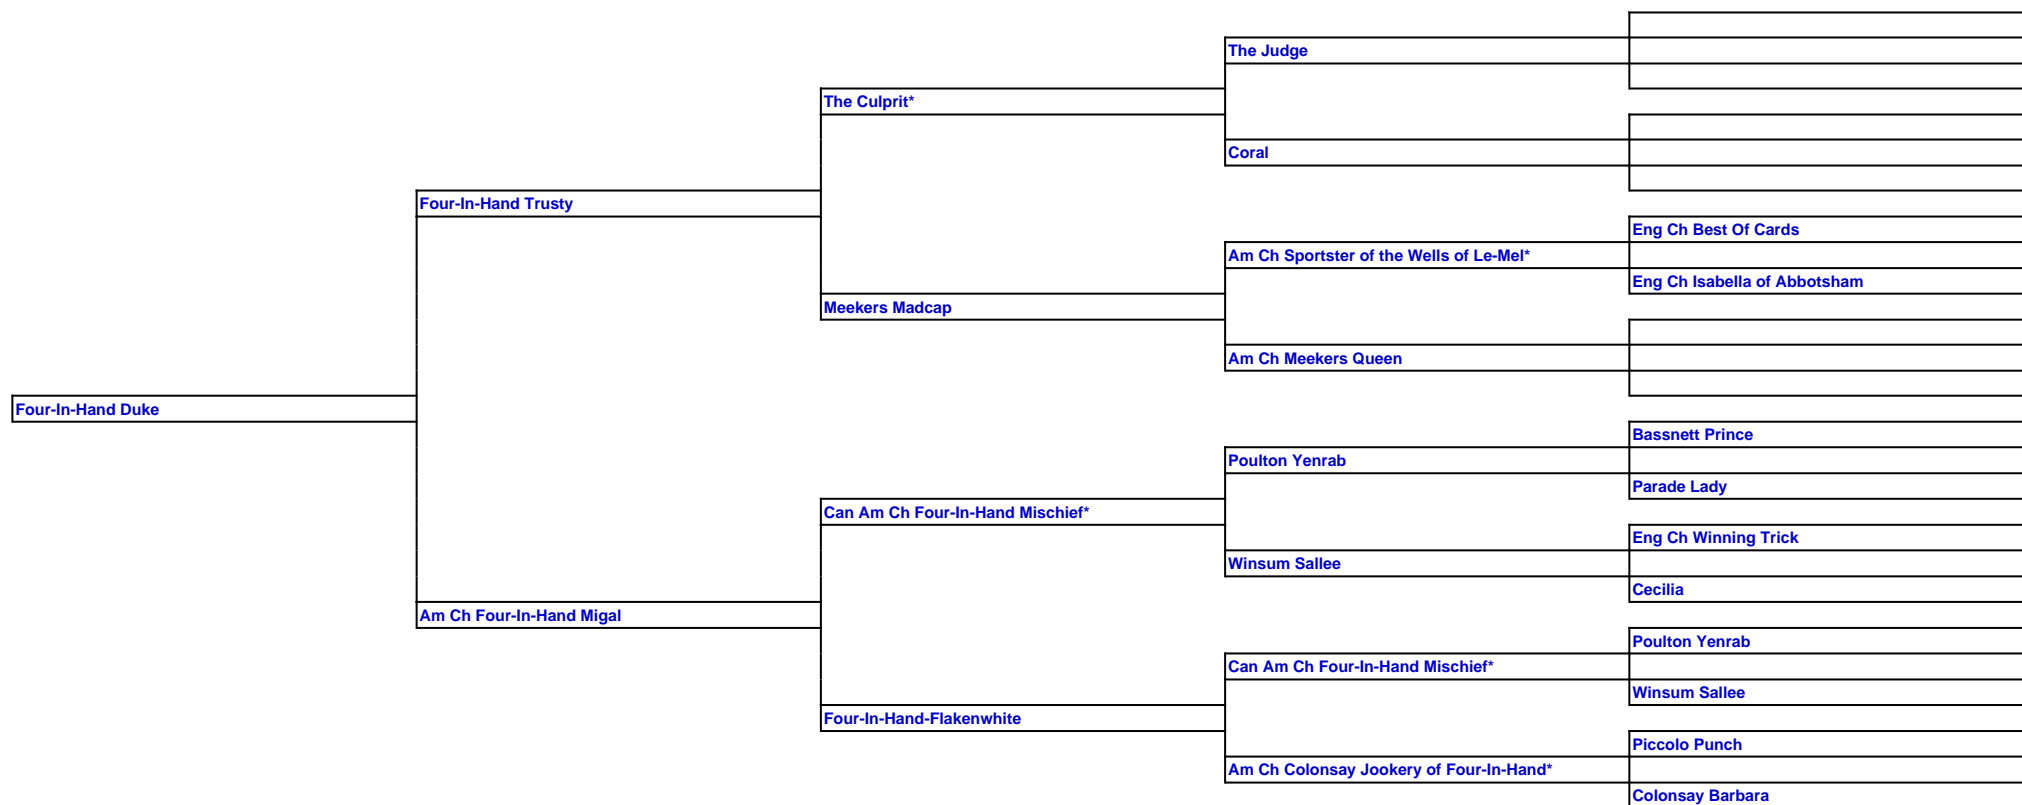 The Judge
The Culprit*
Coral
Four-In-Hand Trusty
Eng Ch Best Of Cards
Am Ch Sportster of the Wells of Le-Mel*
Eng Ch Isabella of Abbotsham
Meekers Madcap
Am Ch Meekers Queen
Four-In-Hand Duke
Bassnett Prince
Poulton Yenrab
Parade Lady
Can Am Ch Four-In-Hand Mischief*
Eng Ch Winning Trick
Winsum Sallee
Cecilia
Am Ch Four-In-Hand Migal
Poulton Yenrab
Can Am Ch Four-In-Hand Mischief*
Winsum Sallee
Four-In-Hand-Flakenwhite
Piccolo Punch
Am Ch Colonsay Jookery of Four-In-Hand*
Colonsay Barbara